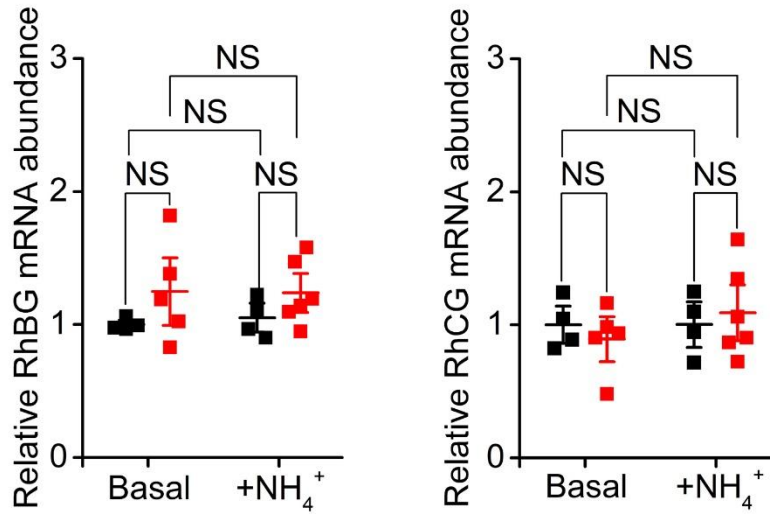 Relative RhBG mRNA abundance
3
2
1
0
NS
NS
NS
NS
Basal
+NH₄⁺
Relative RhCG mRNA abundance
3
2
1
0
NS
NS
NS
NS
Basal
+NH₄⁺